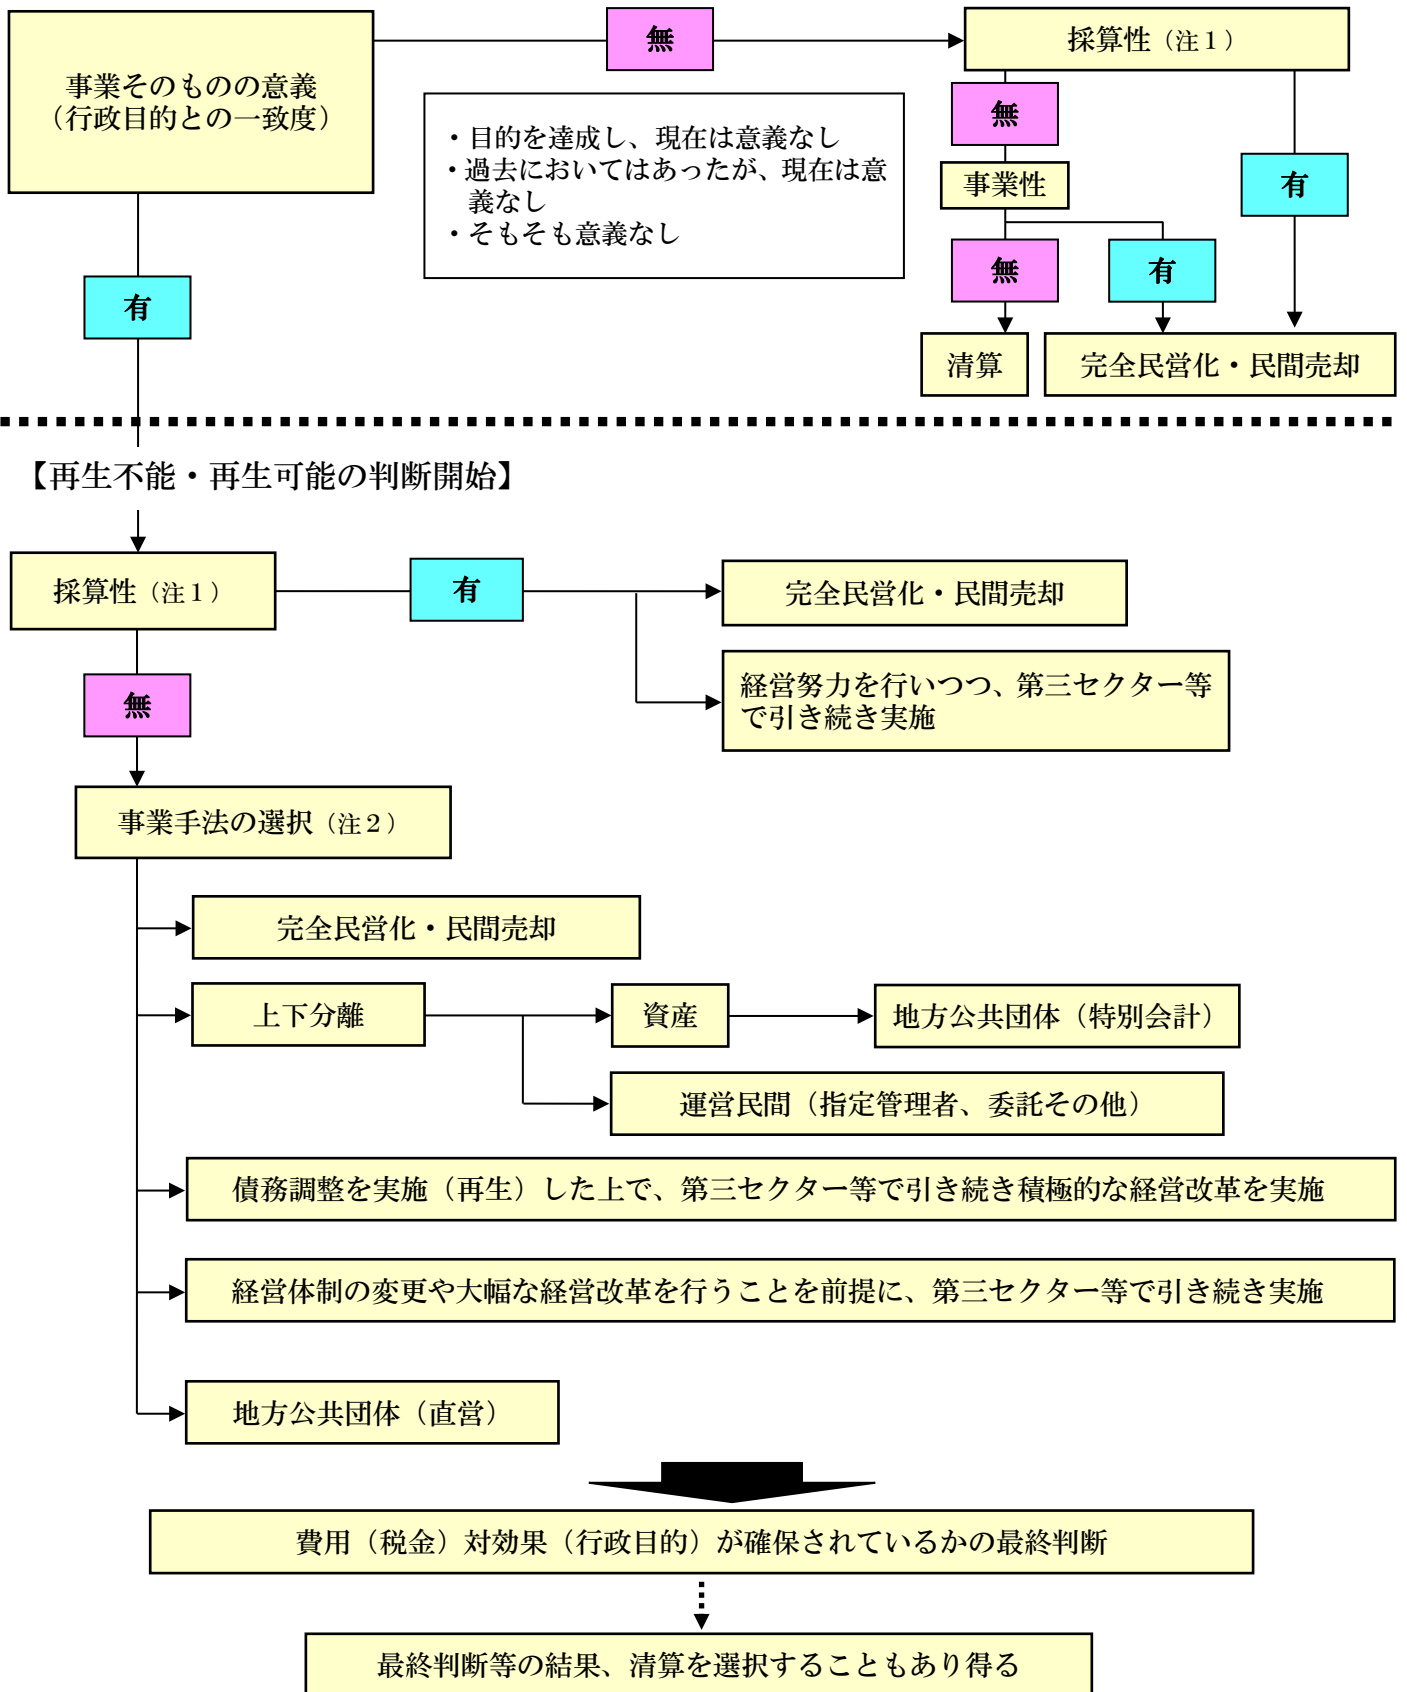 事業そのものの意義
（行政目的との一致度）
無
採算性（注１）
・目的を達成し、現在は意義なし
・過去においてはあったが、現在は意
義なし
・そもそも意義なし
無
事業性
有
無
有
清算
完全民営化・民間売却
有
【再生不能・再生可能の判断開始】
採算性（注１）
有
完全民営化・民間売却
経営努力を行いつつ、第三セクター等
で引き続き実施
無
事業手法の選択（注２）
完全民営化・民間売却
上下分離
資産
地方公共団体（特別会計）
運営民間（指定管理者、委託その他）
債務調整を実施（再生）した上で、第三セクター等で引き続き積極的な経営改革を実施
経営体制の変更や大幅な経営改革を行うことを前提に、第三セクター等で引き続き実施
地方公共団体（直営）
費用（税金）対効果（行政目的）が確保されているかの最終判断
最終判断等の結果、清算を選択することもあり得る